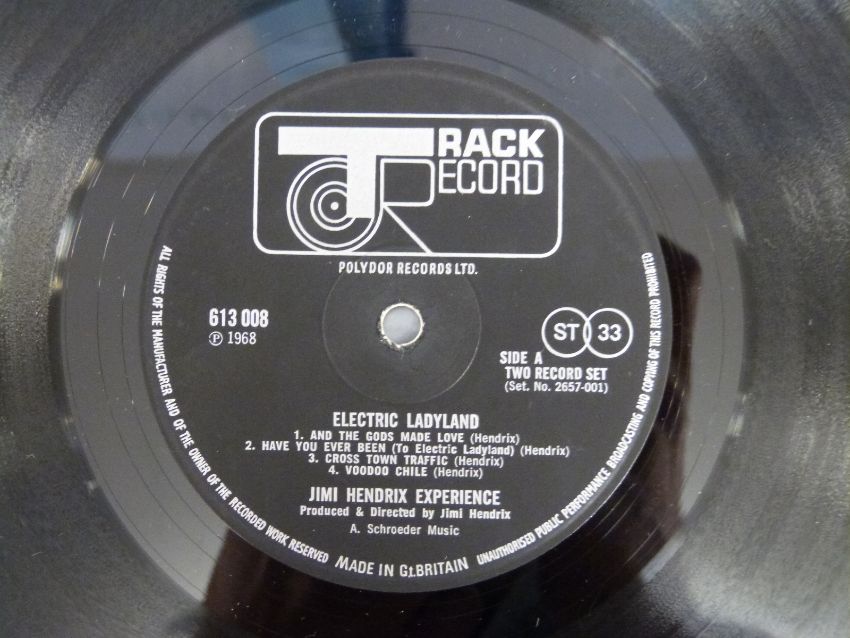 TRACK
RECORD
POLYDOR RECORDS LTD.
613 008
℗ 1968
ST 33
SIDE A
TWO RECORD SET
(Set. No. 2657-001)
ELECTRIC LADYLAND
1. AND THE GODS MADE LOVE (Hendrix)
2. HAVE YOU EVER BEEN (To Electric Ladyland) (Hendrix)
3. CROSS TOWN TRAFFIC (Hendrix)
4. VOODOO CHILE (Hendrix)
JIMI HENDRIX EXPERIENCE
Produced & Directed by Jimi Hendrix
A. Schroeder Music
ALL RIGHTS OF THE MANUFACTURER AND OF THE OWNER OF THE RECORDED WORK RESERVED
MADE IN Gt.BRITAIN
UNAUTHORISED PUBLIC PERFORMANCE BROADCASTING AND COPYING OF THIS RECORD PROHIBITED